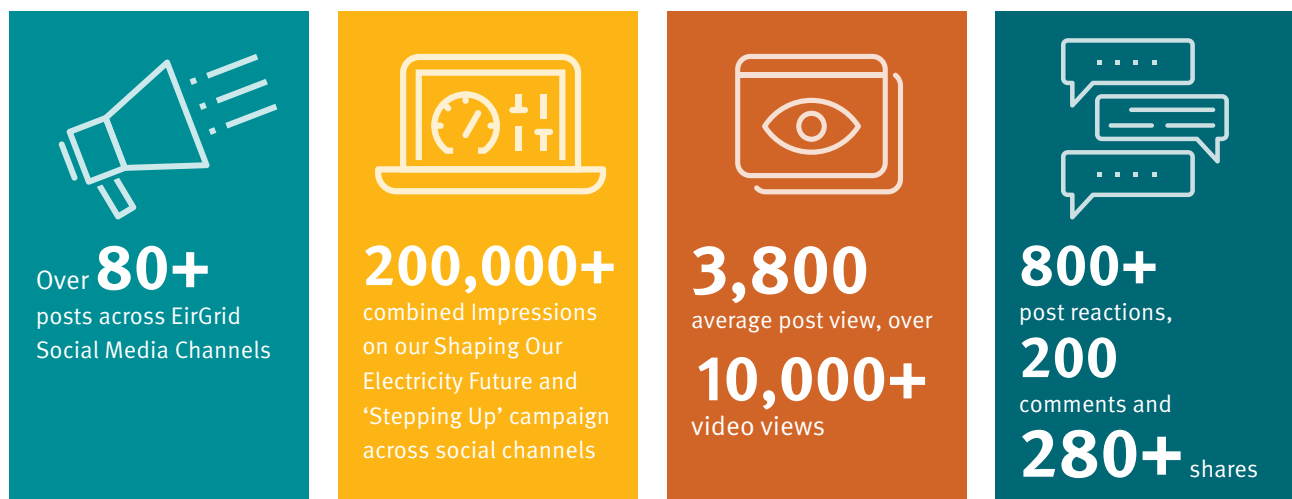 Over 80+
posts across EirGrid
Social Media Channels
200,000+
combined Impressions
on our Shaping Our
Electricity Future and
‘Stepping Up’ campaign
across social channels
3,800
average post view, over
10,000+
video views
800+
post reactions,
200
comments and
280+ shares